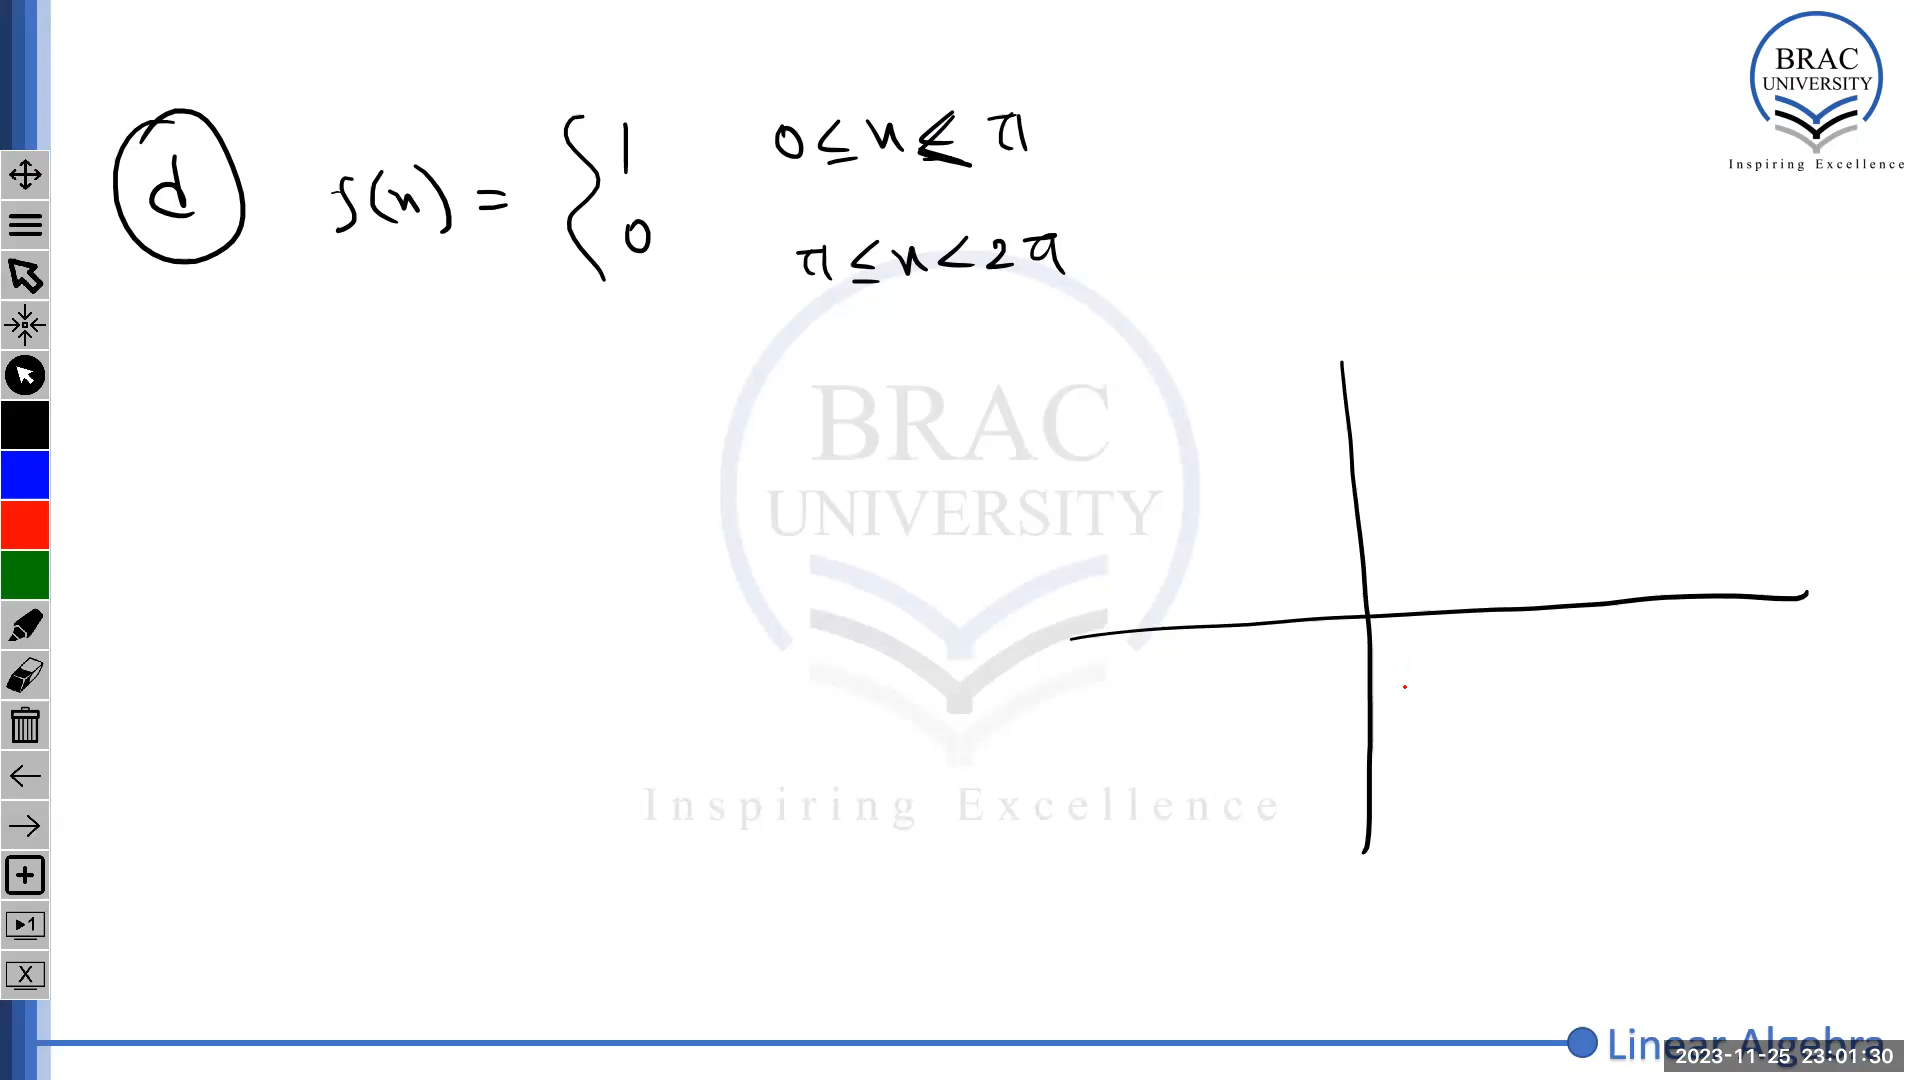 BRAC
UNIVERSITY
Inspiring Excellence
d f(x) = { 1 0 ≤ x < π
0 π ≤ x < 2π
BRAC
UNIVERSITY
Inspiring Excellence
1
X
Linear Algebra
2023-11-25 23:01:30